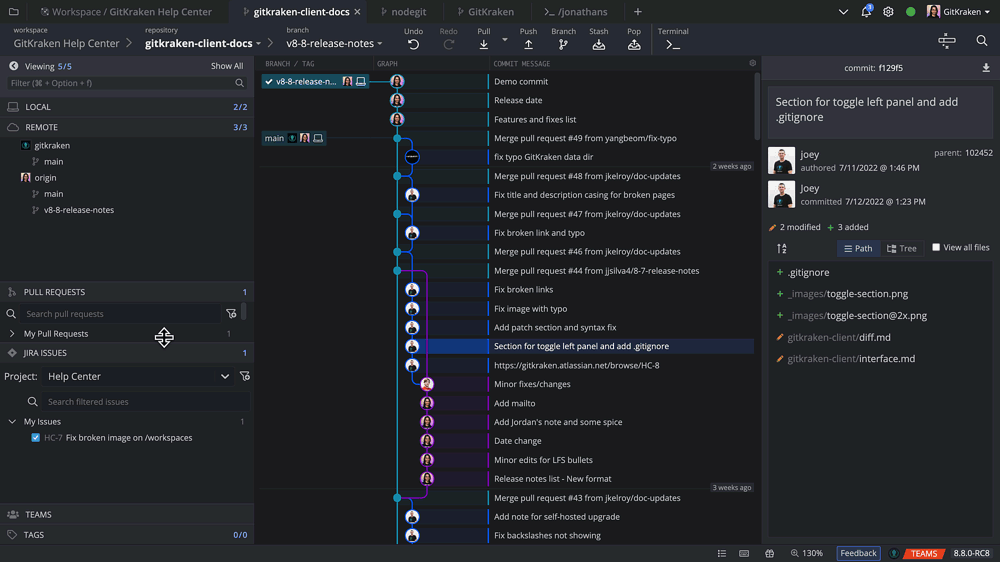 Workspace / GitKraken Help Center
gitkraken-client-docs
nodegit
GitKraken
/jonathans
3
GitKraken
workspace
GitKraken Help Center
repository
gitkraken-client-docs
branch
v8-8-release-notes
Undo
Redo
Pull
Push
Branch
Stash
Pop
Terminal
Viewing 5/5
Show All
Filter (⌘ + Option + f)
LOCAL 2/2
REMOTE 3/3
gitkraken
main
origin
main
v8-8-release-notes
PULL REQUESTS 1
Search pull requests
My Pull Requests 1
JIRA ISSUES 1
Project: Help Center
Search filtered issues
My Issues 1
HC-7 Fix broken image on /workspaces
TEAMS
TAGS 0/0
BRANCH / TAG
GRAPH
COMMIT MESSAGE
v8-8-release-n...
Demo commit
Release date
Features and fixes list
main
Merge pull request #49 from yangbeom/fix-typo
fix typo GitKraken data dir
2 weeks ago
Merge pull request #48 from jkelroy/doc-updates
Fix title and description casing for broken pages
Merge pull request #47 from jkelroy/doc-updates
Fix broken link and typo
Merge pull request #46 from jkelroy/doc-updates
Merge pull request #44 from jjsilva4/8-7-release-notes
Fix broken links
Fix image with typo
Add patch section and syntax fix
Section for toggle left panel and add .gitignore
https://gitkraken.atlassian.net/browse/HC-8
Minor fixes/changes
Add mailto
Add Jordan's note and some spice
Date change
Minor edits for LFS bullets
Release notes list - New format
3 weeks ago
Merge pull request #43 from jkelroy/doc-updates
Add note for self-hosted upgrade
Fix backslashes not showing
commit: f129f5
Section for toggle left panel and add
.gitignore
joey
authored 7/11/2022 @ 1:46 PM
parent: 102452
Joey
committed 7/12/2022 @ 1:23 PM
2 modified + 3 added
Path
Tree
View all files
+ .gitignore
+ _images/toggle-section.png
+ _images/toggle-section@2x.png
gitkraken-client/diff.md
gitkraken-client/interface.md
130%
Feedback
TEAMS
8.8.0-RC8